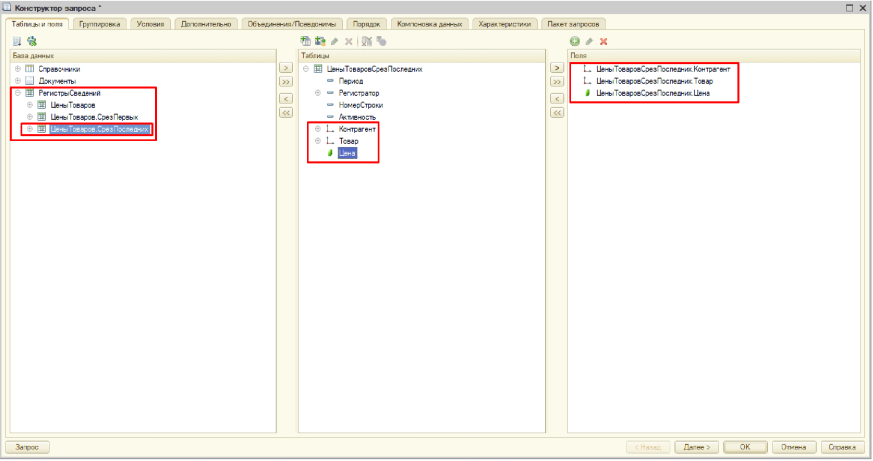 Конструктор запроса *
Таблицы и поля Группировка Условия Дополнительно Объединения/Псевдонимы Порядок Компоновка данных Характеристики Пакет запросов
База данных
Справочники
Документы
РегистрыСведений
ЦеныТоваров
ЦеныТоваров.СрезПервых
ЦеныТоваров.СрезПоследних
Таблицы
ЦеныТоваровСрезПоследних
Период
Регистратор
НомерСтроки
Активность
Контрагент
Товар
Цена
> >> < <<
Поля
ЦеныТоваровСрезПоследних.Контрагент
ЦеныТоваровСрезПоследних.Товар
ЦеныТоваровСрезПоследних.Цена
> >> < <<
Запрос < Назад Далее > OK Отмена Справка